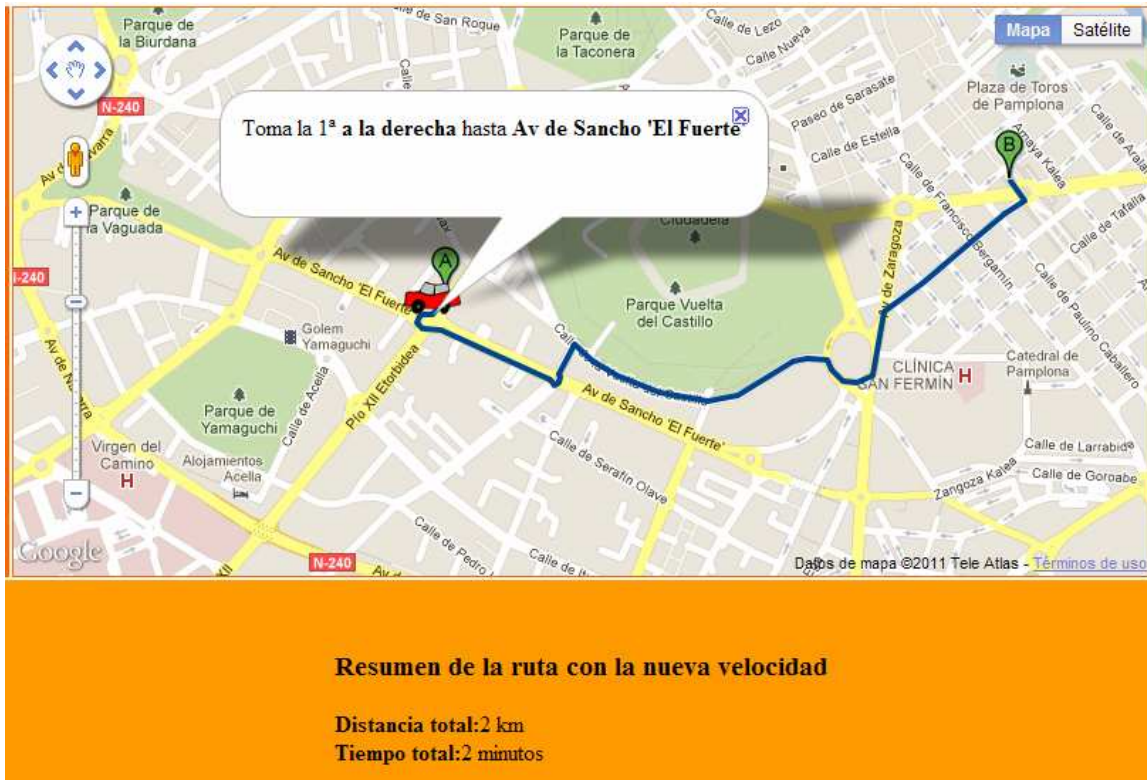 Parque de
la Biurdana
Calle de San Roque
Parque de
la Taconera
Calle de Lezo
Calle Nueva
Mapa
Satélite
Plaza de Toros
de Pamplona
N-240
Paseo de Sarasate
Calle de Estella
Amaya Kalea
Toma la 1ª a la derecha hasta Av de Sancho 'El Fuerte'
B
Calle de Francisco Bergamín
Calle de Tafalla
Parque de
la Vaguada
Ciudadela
A
Av de Sancho 'El Fuerte'
Av de Zaragoza
Parque Vuelta
del Castillo
Golem
Yamaguchi
Calle de Paulino Caballero
CLÍNICA
SAN FERMÍN
H
Catedral de
Pamplona
Calle de Acella
Pío XII Etorbidea
Parque de
Yamaguchi
Av de Sancho 'El Fuerte'
Virgen del
Camino
H
Alojamientos
Acella
Calle de Serafín Olave
Calle de Larrabide
Zangoza Kalea
Calle de Goroabe
Google
N-240
Datos de mapa ©2011 Tele Atlas - Términos de uso
Resumen de la ruta con la nueva velocidad
Distancia total:2 km
Tiempo total:2 minutos